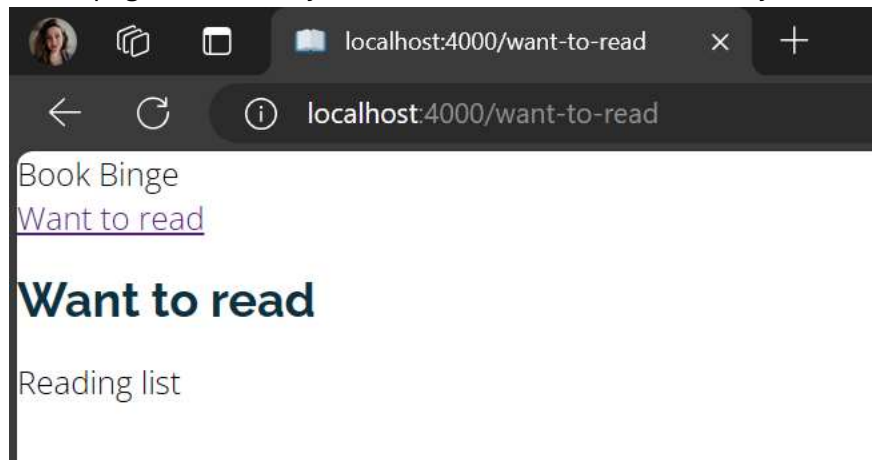 localhost:4000/want-to-read
localhost:4000/want-to-read
Book Binge
Want to read
Want to read
Reading list